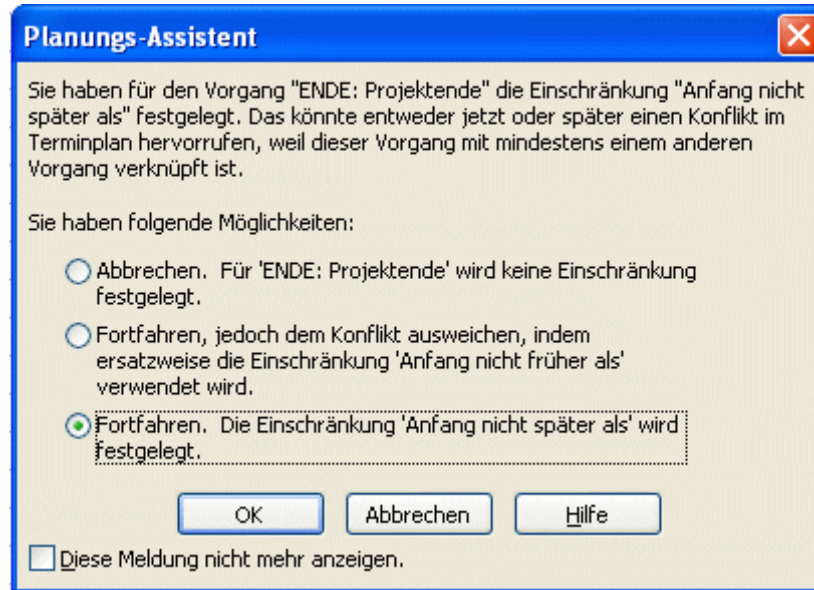 Planungs-Assistent
Sie haben für den Vorgang "ENDE: Projektende" die Einschränkung "Anfang nicht
später als" festgelegt. Das könnte entweder jetzt oder später einen Konflikt im
Terminplan hervorrufen, weil dieser Vorgang mit mindestens einem anderen
Vorgang verknüpft ist.
Sie haben folgende Möglichkeiten:
Abbrechen. Für 'ENDE: Projektende' wird keine Einschränkung
festgelegt.
Fortfahren, jedoch dem Konflikt ausweichen, indem
ersatzweise die Einschränkung 'Anfang nicht früher als'
verwendet wird.
Fortfahren. Die Einschränkung 'Anfang nicht später als' wird
festgelegt.
OK Abbrechen Hilfe
Diese Meldung nicht mehr anzeigen.